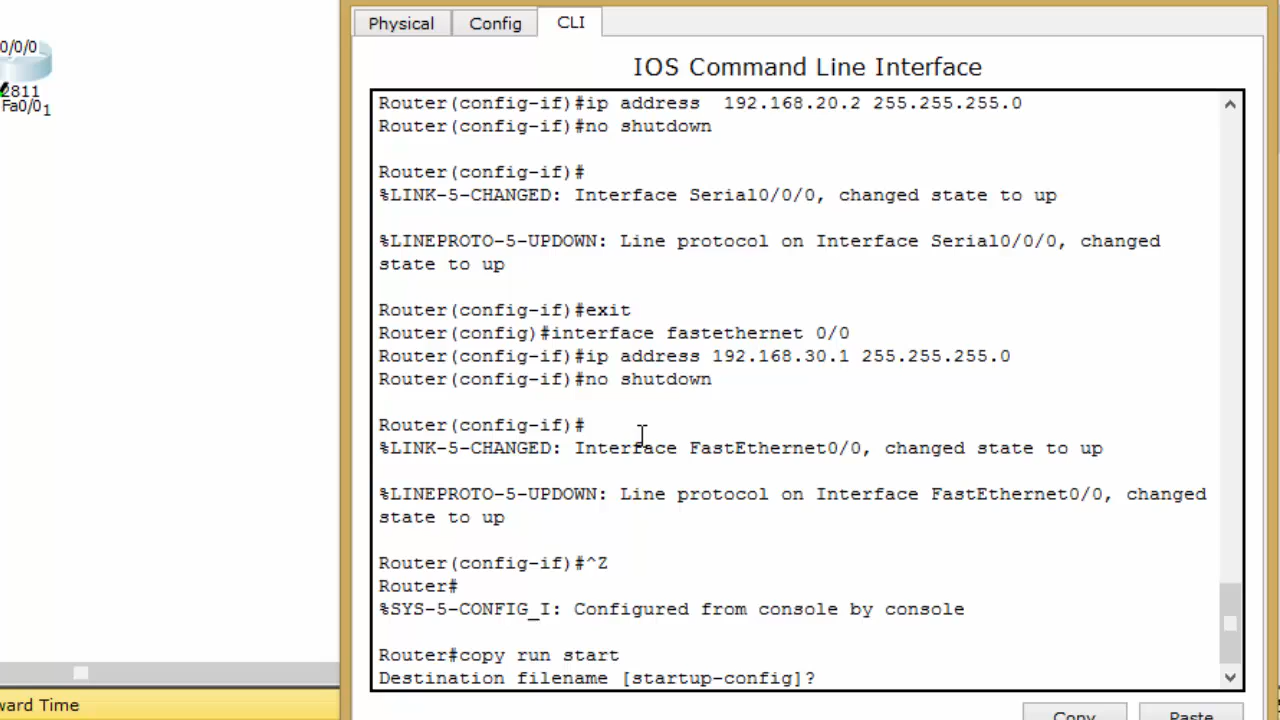 Physical
Config
CLI
0/0/0
2811
Fa0/01
IOS Command Line Interface
Router(config-if)#ip address  192.168.20.2 255.255.255.0
Router(config-if)#no shutdown
Router(config-if)#
%LINK-5-CHANGED: Interface Serial0/0/0, changed state to up
%LINEPROTO-5-UPDOWN: Line protocol on Interface Serial0/0/0, changed
state to up
Router(config-if)#exit
Router(config)#interface fastethernet 0/0
Router(config-if)#ip address 192.168.30.1 255.255.255.0
Router(config-if)#no shutdown
Router(config-if)#
%LINK-5-CHANGED: Interface FastEthernet0/0, changed state to up
%LINEPROTO-5-UPDOWN: Line protocol on Interface FastEthernet0/0, changed
state to up
Router(config-if)#^Z
Router#
%SYS-5-CONFIG_I: Configured from console by console
Router#copy run start
Destination filename [startup-config]?
ward Time
Copy
Paste